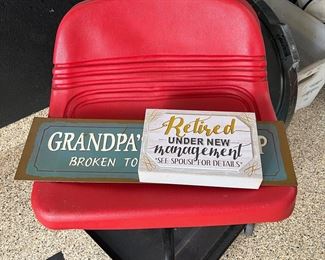 Retired
UNDER NEW
management
*SEE SPOUSE FOR DETAILS*
GRANDPA'
P
BROKEN TO